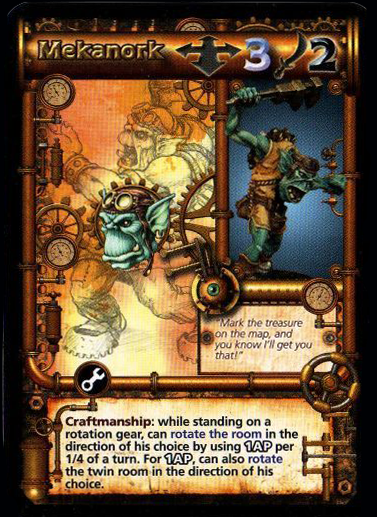 Mekanork 3 2
"Mark the treasure
on the map, and
you know I'll get you
that!"
Craftmanship: while standing on a
rotation gear, can rotate the room in the
direction of his choice by using 1AP per
1/4 of a turn. For 1AP, can also rotate
the twin room in the direction of his
choice.